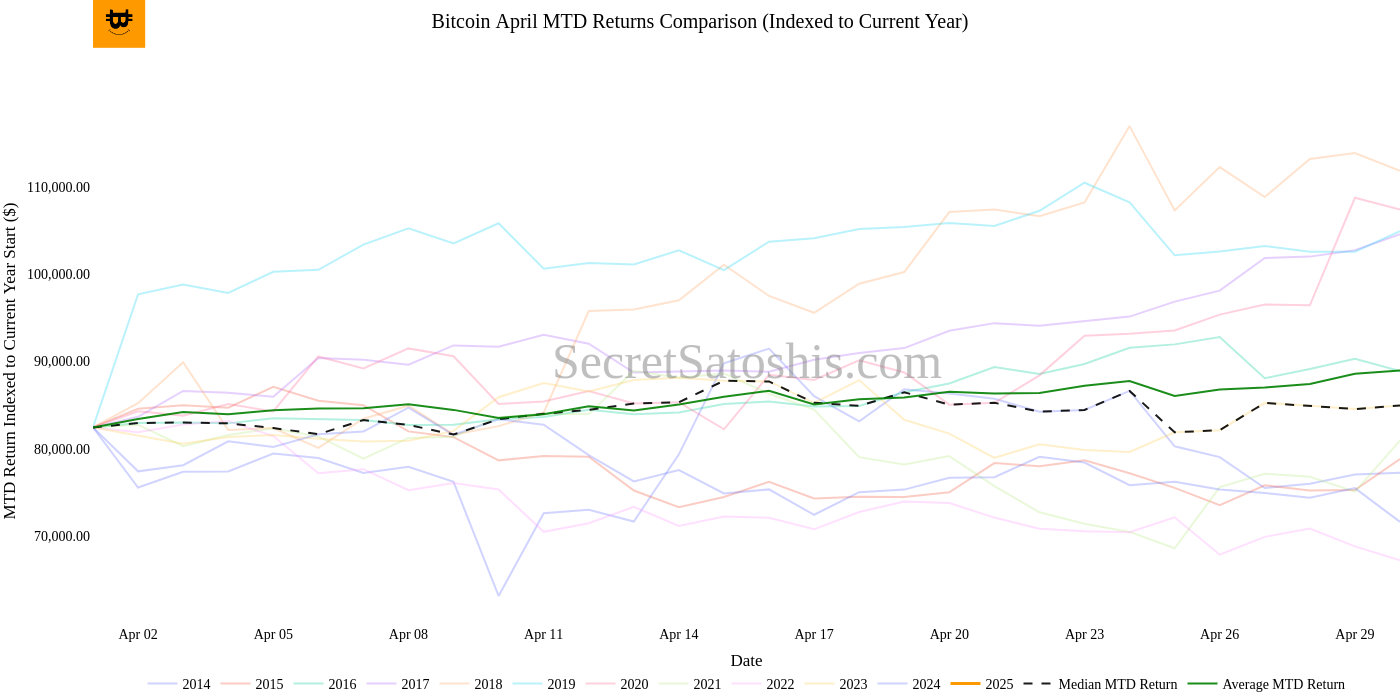 Bitcoin April MTD Returns Comparison (Indexed to Current Year)
MTD Return Indexed to Current Year Start ($)
110,000.00
100,000.00
90,000.00
80,000.00
70,000.00
SecretSatoshis.com
Apr 02 Apr 05 Apr 08 Apr 11 Apr 14 Apr 17 Apr 20 Apr 23 Apr 26 Apr 29
Date
2014 2015 2016 2017 2018 2019 2020 2021 2022 2023 2024 2025 Median MTD Return Average MTD Return